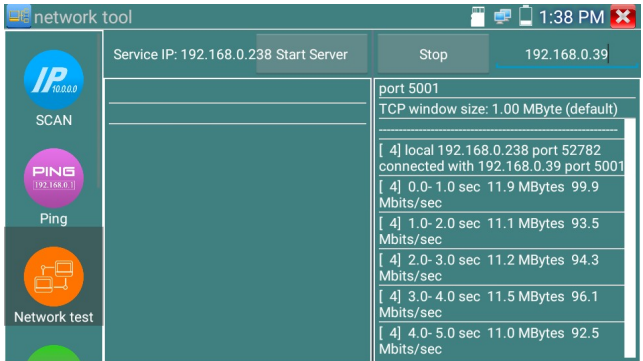 network tool
1:38 PM
Service IP: 192.168.0.238 Start Server
Stop
192.168.0.39
IP
10.0.0.0
SCAN
PING
192.168.0.1
Ping
Network test
port 5001
TCP window size: 1.00 MByte (default)
------------------------------------------------------------
[ 4] local 192.168.0.238 port 52782
connected with 192.168.0.39 port 5001
[ 4] 0.0- 1.0 sec 11.9 MBytes 99.9
Mbits/sec
[ 4] 1.0- 2.0 sec 11.1 MBytes 93.5
Mbits/sec
[ 4] 2.0- 3.0 sec 11.2 MBytes 94.3
Mbits/sec
[ 4] 3.0- 4.0 sec 11.5 MBytes 96.1
Mbits/sec
[ 4] 4.0- 5.0 sec 11.0 MBytes 92.5
Mbits/sec